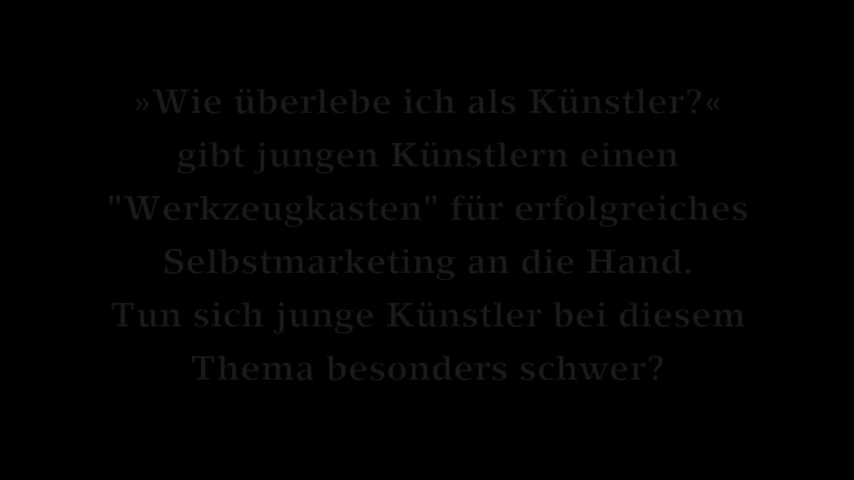 »Wie überlebe ich als Künstler?«
gibt jungen Künstlern einen
"Werkzeugkasten" für erfolgreiches
Selbstmarketing an die Hand.
Tun sich junge Künstler bei diesem
Thema besonders schwer?